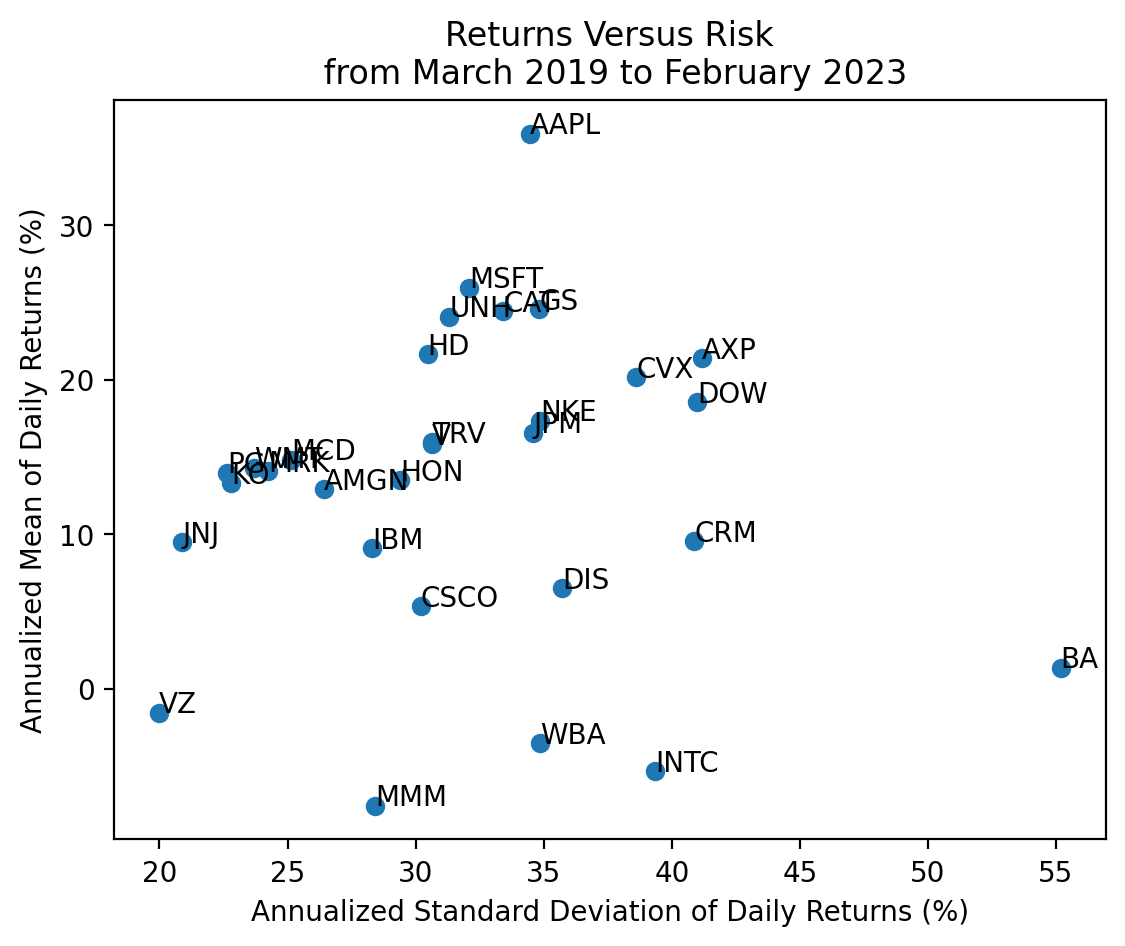 Returns Versus Risk
from March 2019 to February 2023
AAPL
30
MSFT
UNH
CAT
GS
HD
AXP
CVX
20
DOW
NKE
JPM
TRV
V
MCD
WMT
MRK
PG
KO
HON
AMGN
10
JNJ
IBM
CRM
DIS
CSCO
BA
0
VZ
WBA
INTC
MMM
20 25 30 35 40 45 50 55
Annualized Standard Deviation of Daily Returns (%)
Annualized Mean of Daily Returns (%)